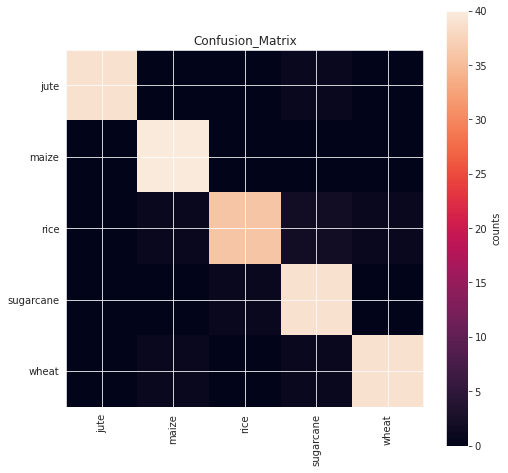 Confusion_Matrix
jute
maize
rice
sugarcane
wheat
jute
maize
rice
sugarcane
wheat
40
35
30
25
20
15
10
5
0
counts